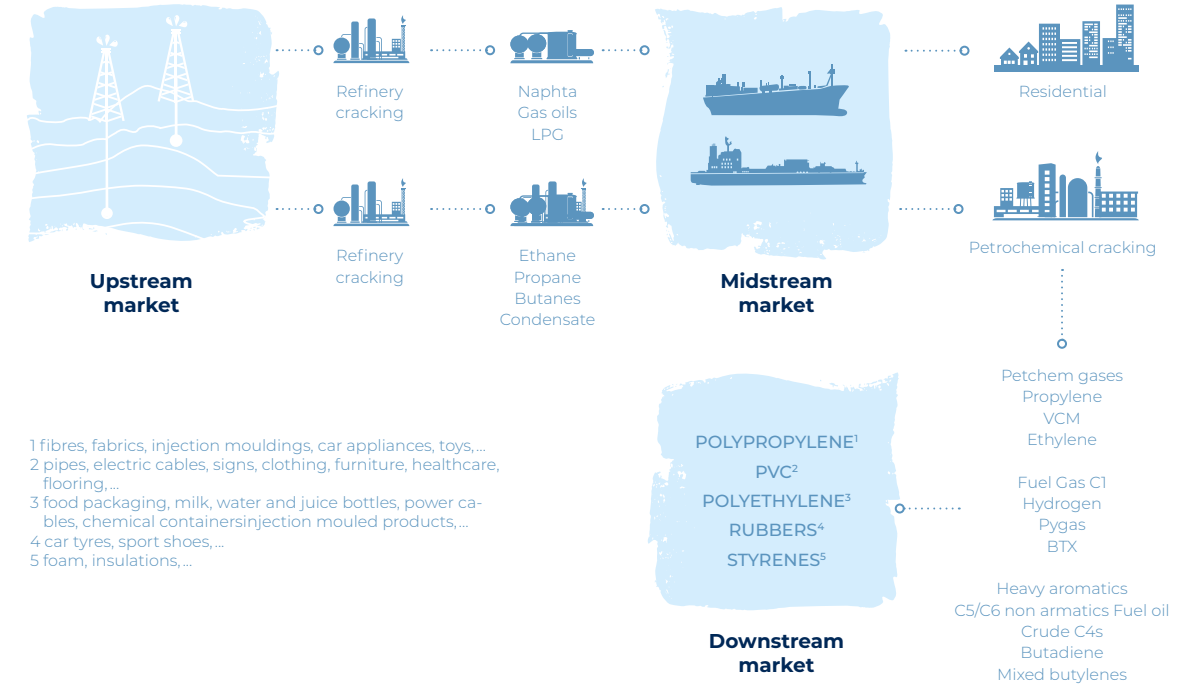 Refinery
cracking
Naphta
Gas oils
LPG
Residential
Upstream
market
Refinery
cracking
Ethane
Propane
Butanes
Condensate
Midstream
market
Petrochemical cracking
Petchem gases
Propylene
VCM
Ethylene
Fuel Gas C1
Hydrogen
Pygas
BTX
Heavy aromatics
C5/C6 non armatics Fuel oil
Crude C4s
Butadiene
Mixed butylenes
POLYPROPYLENE¹
PVC²
POLYETHYLENE³
RUBBERS⁴
STYRENES⁵
Downstream
market
1 fibres, fabrics, injection mouldings, car appliances, toys,...
2 pipes, electric cables, signs, clothing, furniture, healthcare,
flooring,...
3 food packaging, milk, water and juice bottles, power ca-
bles, chemical containersinjection mouled products,...
4 car tyres, sport shoes,...
5 foam, insulations,...